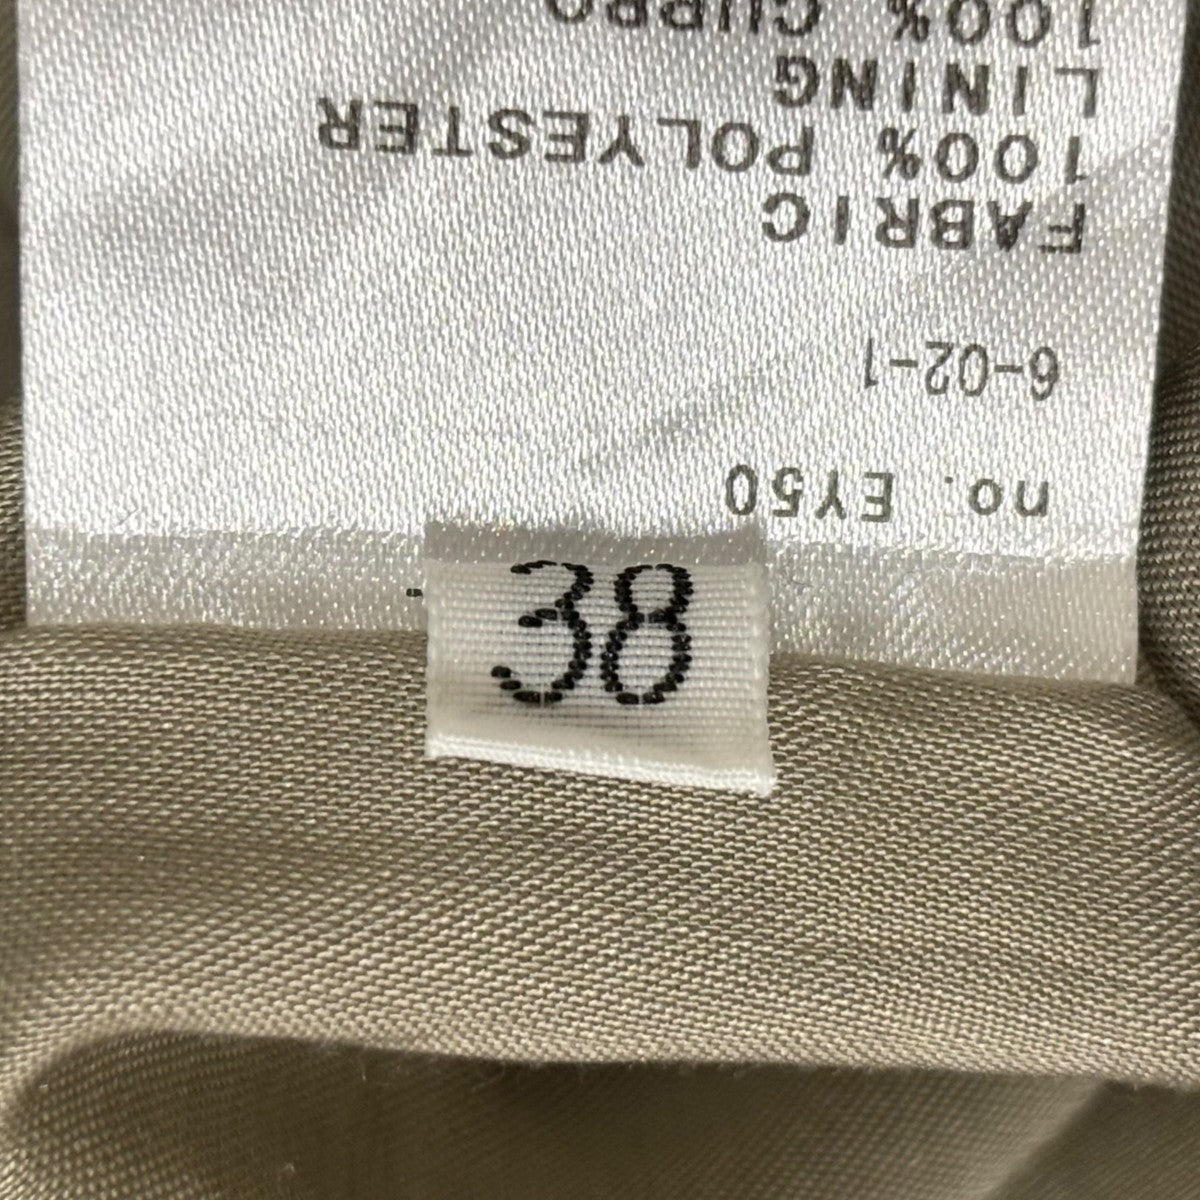 no. EY50
6-02-1
FABRIC
100% POLYESTER
LINING
100% CUPRO
38